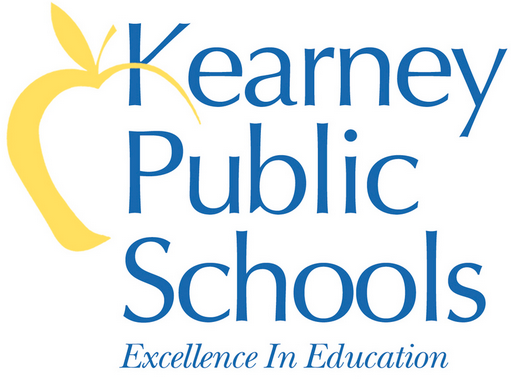 Kearney
Public
Schools
Excellence In Education